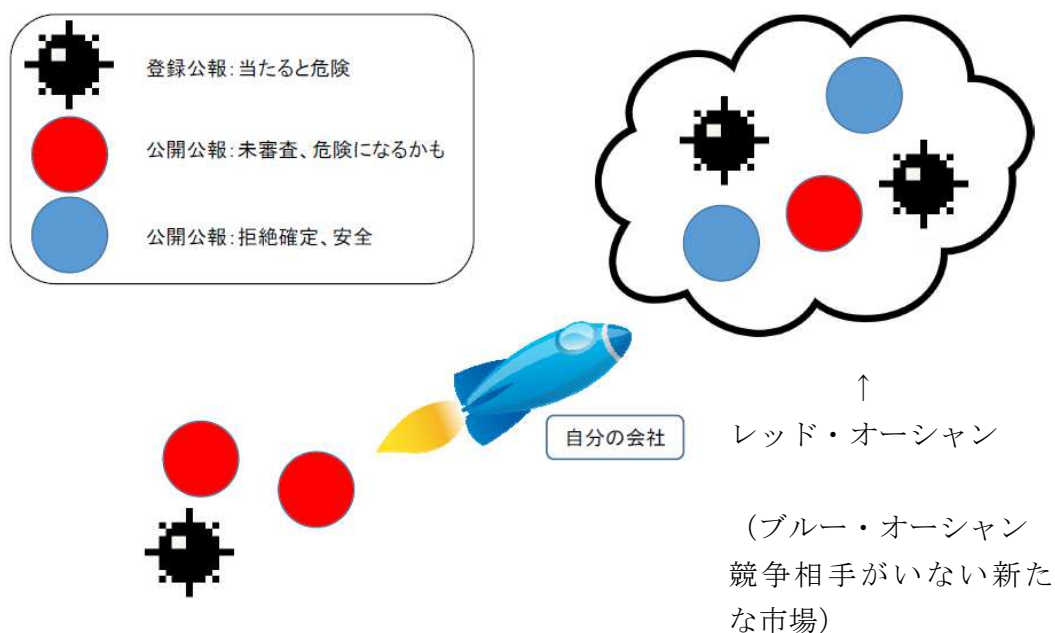 登録公報：当たると危険
公開公報：未審査、危険になるかも
公開公報：拒絶確定、安全
自分の会社
↑
レッド・オーシャン
（ブルー・オーシャン
競争相手がいない新た
な市場）